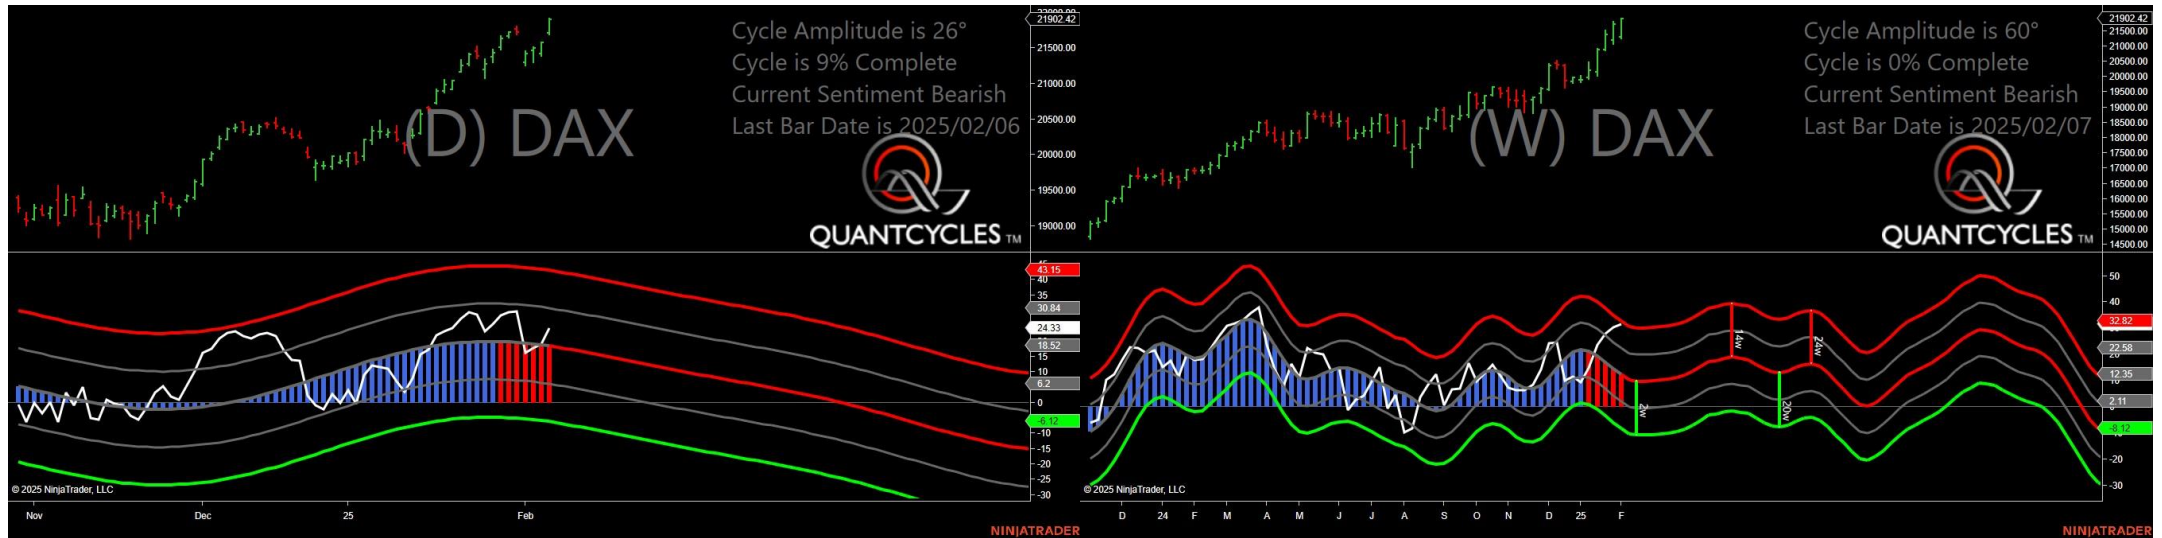 22000.00
21902.42
21500.00
21000.00
20500.00
20000.00
19500.00
19000.00
Cycle Amplitude is 26°
Cycle is 9% Complete
Current Sentiment Bearish
Last Bar Date is 2025/02/06
(D) DAX
QUANTCYCLES TM
45
43.15
40
35
30.84
24.33
18.52
15
10
6.2
0
-6.12
-10
-15
-20
-25
-30
© 2025 NinjaTrader, LLC
Nov Dec 25 Feb
NINJATRADER
21902.42
21500.00
21000.00
20500.00
20000.00
19500.00
19000.00
18500.00
18000.00
17500.00
17000.00
16500.00
16000.00
15500.00
15000.00
14500.00
Cycle Amplitude is 60°
Cycle is 0% Complete
Current Sentiment Bearish
Last Bar Date is 2025/02/07
(W) DAX
QUANTCYCLES TM
50
40
32.82
22.58
12.35
2.11
-8.12
-20
-30
2w
14w
20w
24w
© 2025 NinjaTrader, LLC
D 24 F M A M J J A S O N D 25 F
NINJATRADER